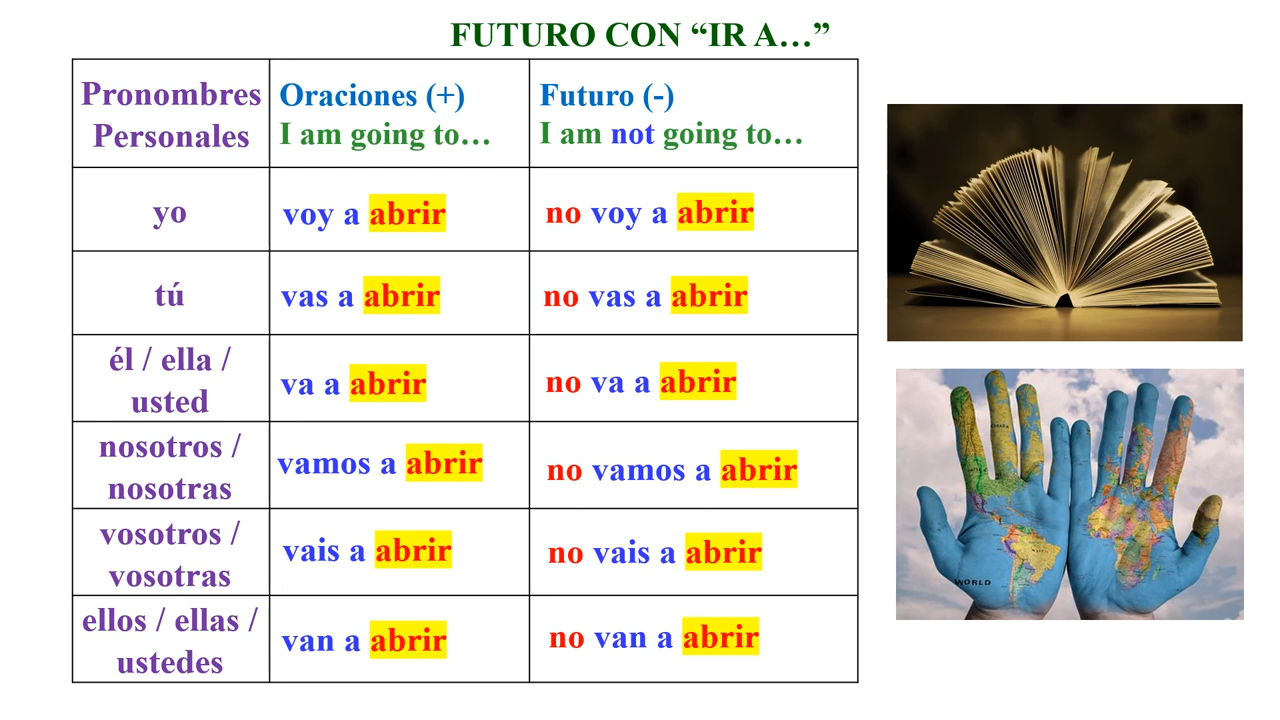 FUTURO CON “IR A…”
Pronombres
Personales
Oraciones (+)
I am going to…
Futuro (-)
I am not going to…
yo
voy a abrir
no voy a abrir
tú
vas a abrir
no vas a abrir
él / ella /
usted
va a abrir
no va a abrir
nosotros /
nosotras
vamos a abrir
no vamos a abrir
vosotros /
vosotras
vais a abrir
no vais a abrir
ellos / ellas /
ustedes
van a abrir
no van a abrir
WORLD